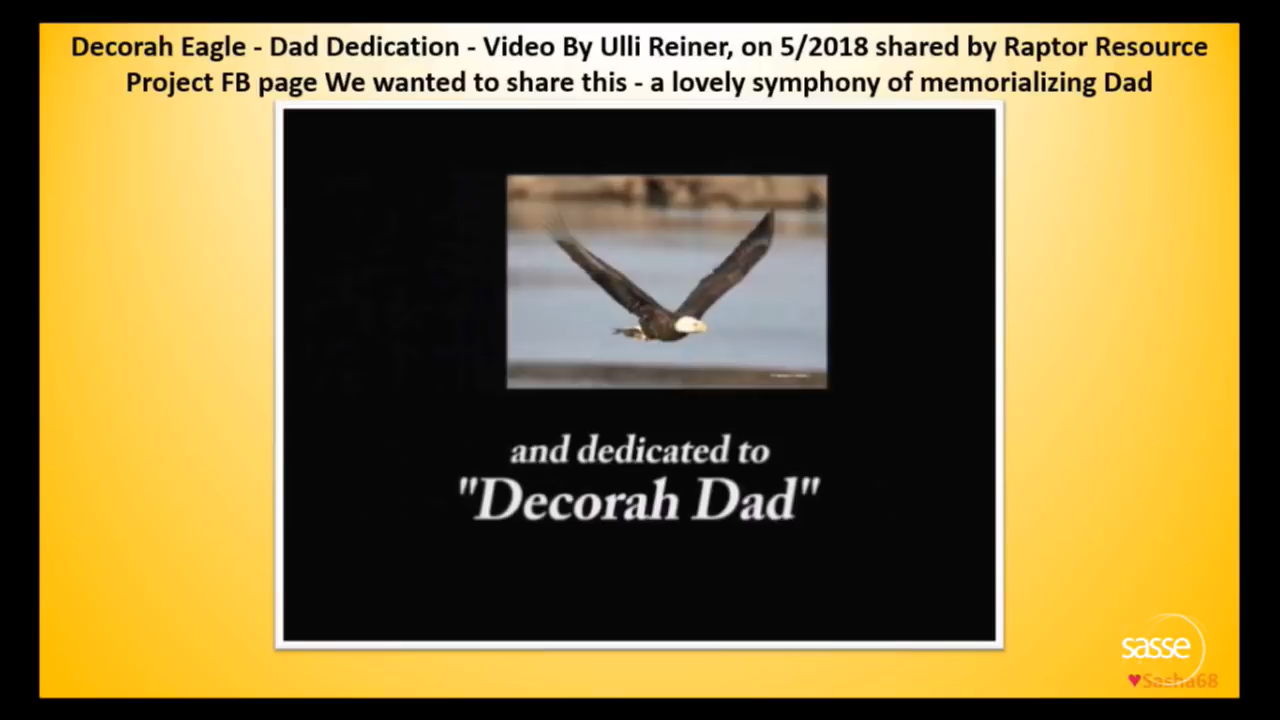 Decorah Eagle - Dad Dedication - Video By Ulli Reiner, on 5/2018 shared by Raptor Resource
Project FB page We wanted to share this - a lovely symphony of memorializing Dad
and dedicated to
"Decorah Dad"
sasse
♥Sasha68